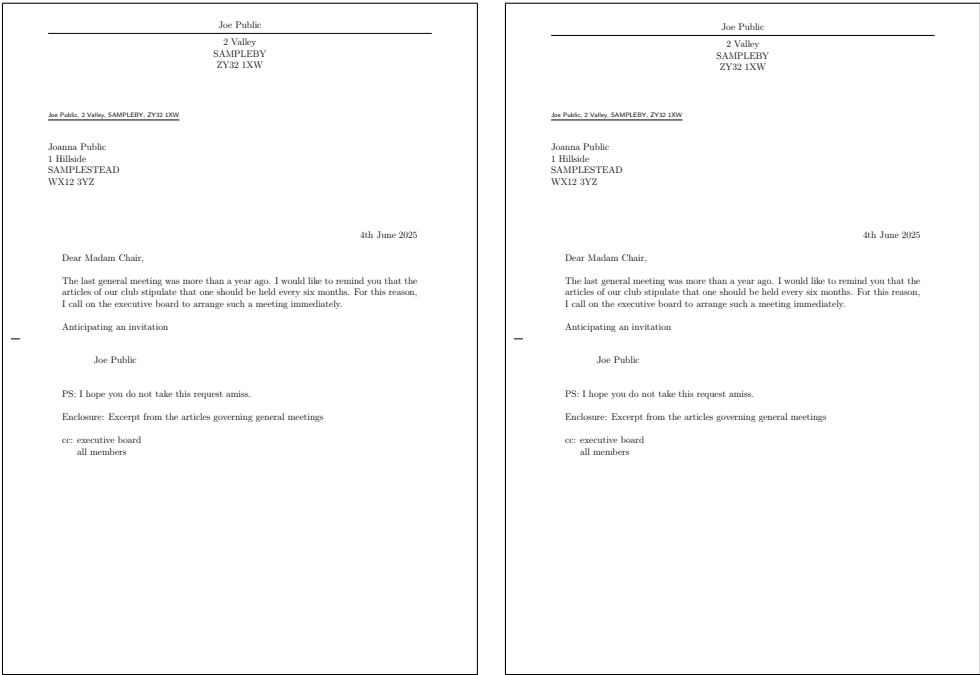 Joe Public
2 Valley
SAMPLEBY
ZY32 1XW
Joe Public, 2 Valley, SAMPLEBY, ZY32 1XW
Joanna Public
1 Hillside
SAMPLESTEAD
WX12 3YZ
4th June 2025
Dear Madam Chair,
The last general meeting was more than a year ago. I would like to remind you that the
articles of our club stipulate that one should be held every six months. For this reason,
I call on the executive board to arrange such a meeting immediately.
Anticipating an invitation
Joe Public
PS: I hope you do not take this request amiss.
Enclosure: Excerpt from the articles governing general meetings
cc: executive board
all members
Joe Public
2 Valley
SAMPLEBY
ZY32 1XW
Joe Public, 2 Valley, SAMPLEBY, ZY32 1XW
Joanna Public
1 Hillside
SAMPLESTEAD
WX12 3YZ
4th June 2025
Dear Madam Chair,
The last general meeting was more than a year ago. I would like to remind you that the
articles of our club stipulate that one should be held every six months. For this reason,
I call on the executive board to arrange such a meeting immediately.
Anticipating an invitation
Joe Public
PS: I hope you do not take this request amiss.
Enclosure: Excerpt from the articles governing general meetings
cc: executive board
all members